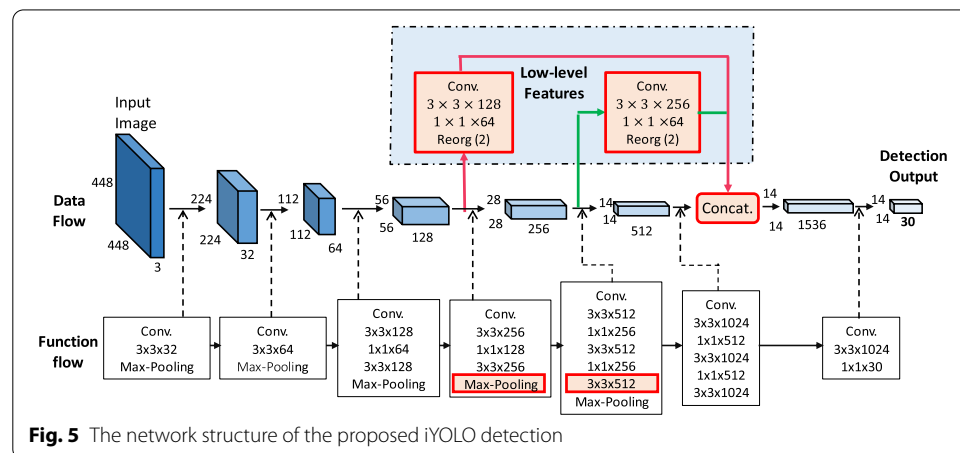 Low-level
Features
Conv.
3 × 3 × 128
1 × 1 ×64
Reorg (2)
Conv.
3 × 3 × 256
1 × 1 ×64
Reorg (2)
Input
Image
Detection
Output
Data
Flow
448
448
3
224
224
32
112
112
64
56
56
128
28
28
256
14
14
512
Concat.
14
14
1536
14
14
30
Function
flow
Conv.
3x3x32
Max-Pooling
Conv.
3x3x64
Max-Pooling
Conv.
3x3x128
1x1x64
3x3x128
Max-Pooling
Conv.
3x3x256
1x1x128
3x3x256
Max-Pooling
Conv.
3x3x512
1x1x256
3x3x512
1x1x256
3x3x512
Max-Pooling
Conv.
3x3x1024
1x1x512
3x3x1024
1x1x512
3x3x1024
Conv.
3x3x1024
1x1x30
Fig. 5 The network structure of the proposed iYOLO detection